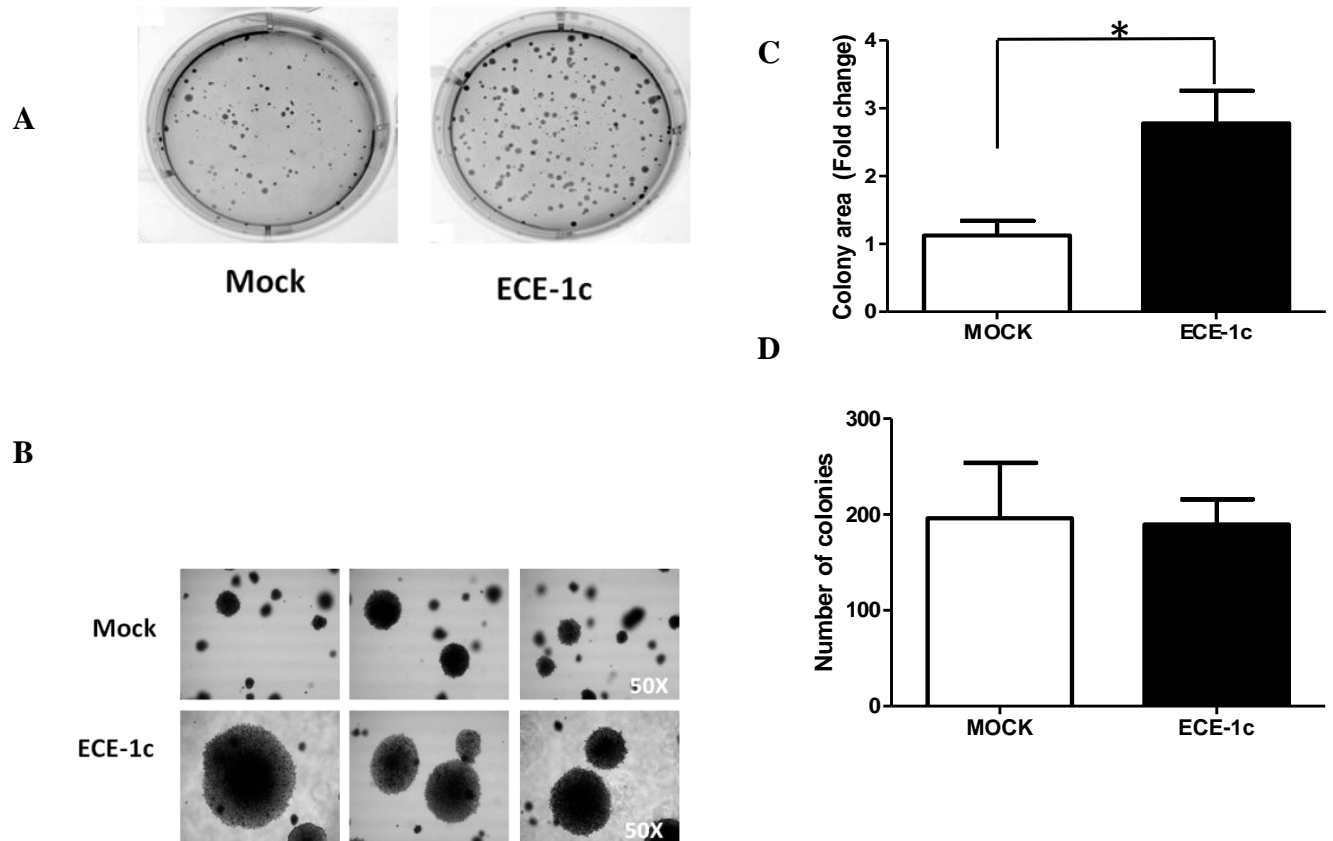 A
Mock
ECE-1c
B
Mock
50X
ECE-1c
50X
C
*
Colony area (Fold change)
4
3
2
1
0
MOCK
ECE-1c
D
Number of colonies
300
200
100
0
MOCK
ECE-1c